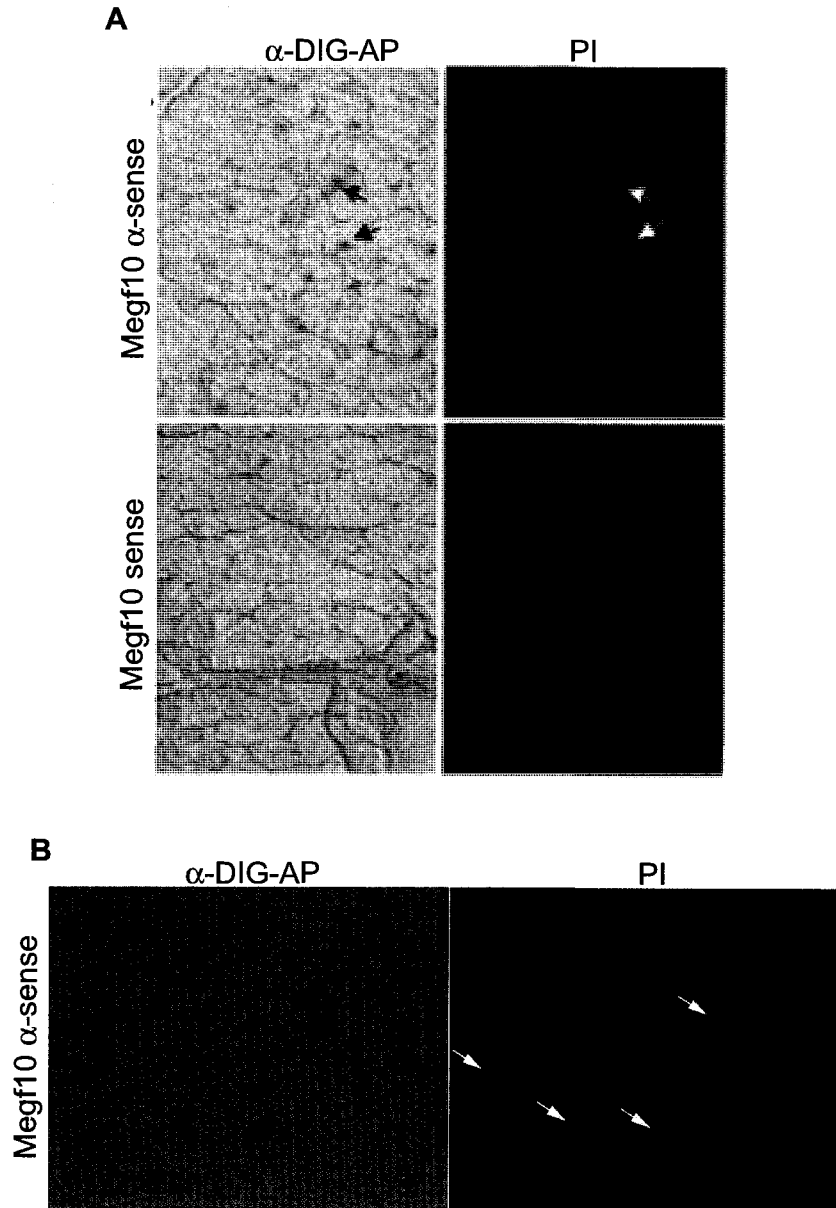 A
α-DIG-AP PI
Megf10 α-sense
Megf10 sense
B
α-DIG-AP PI
Megf10 α-sense